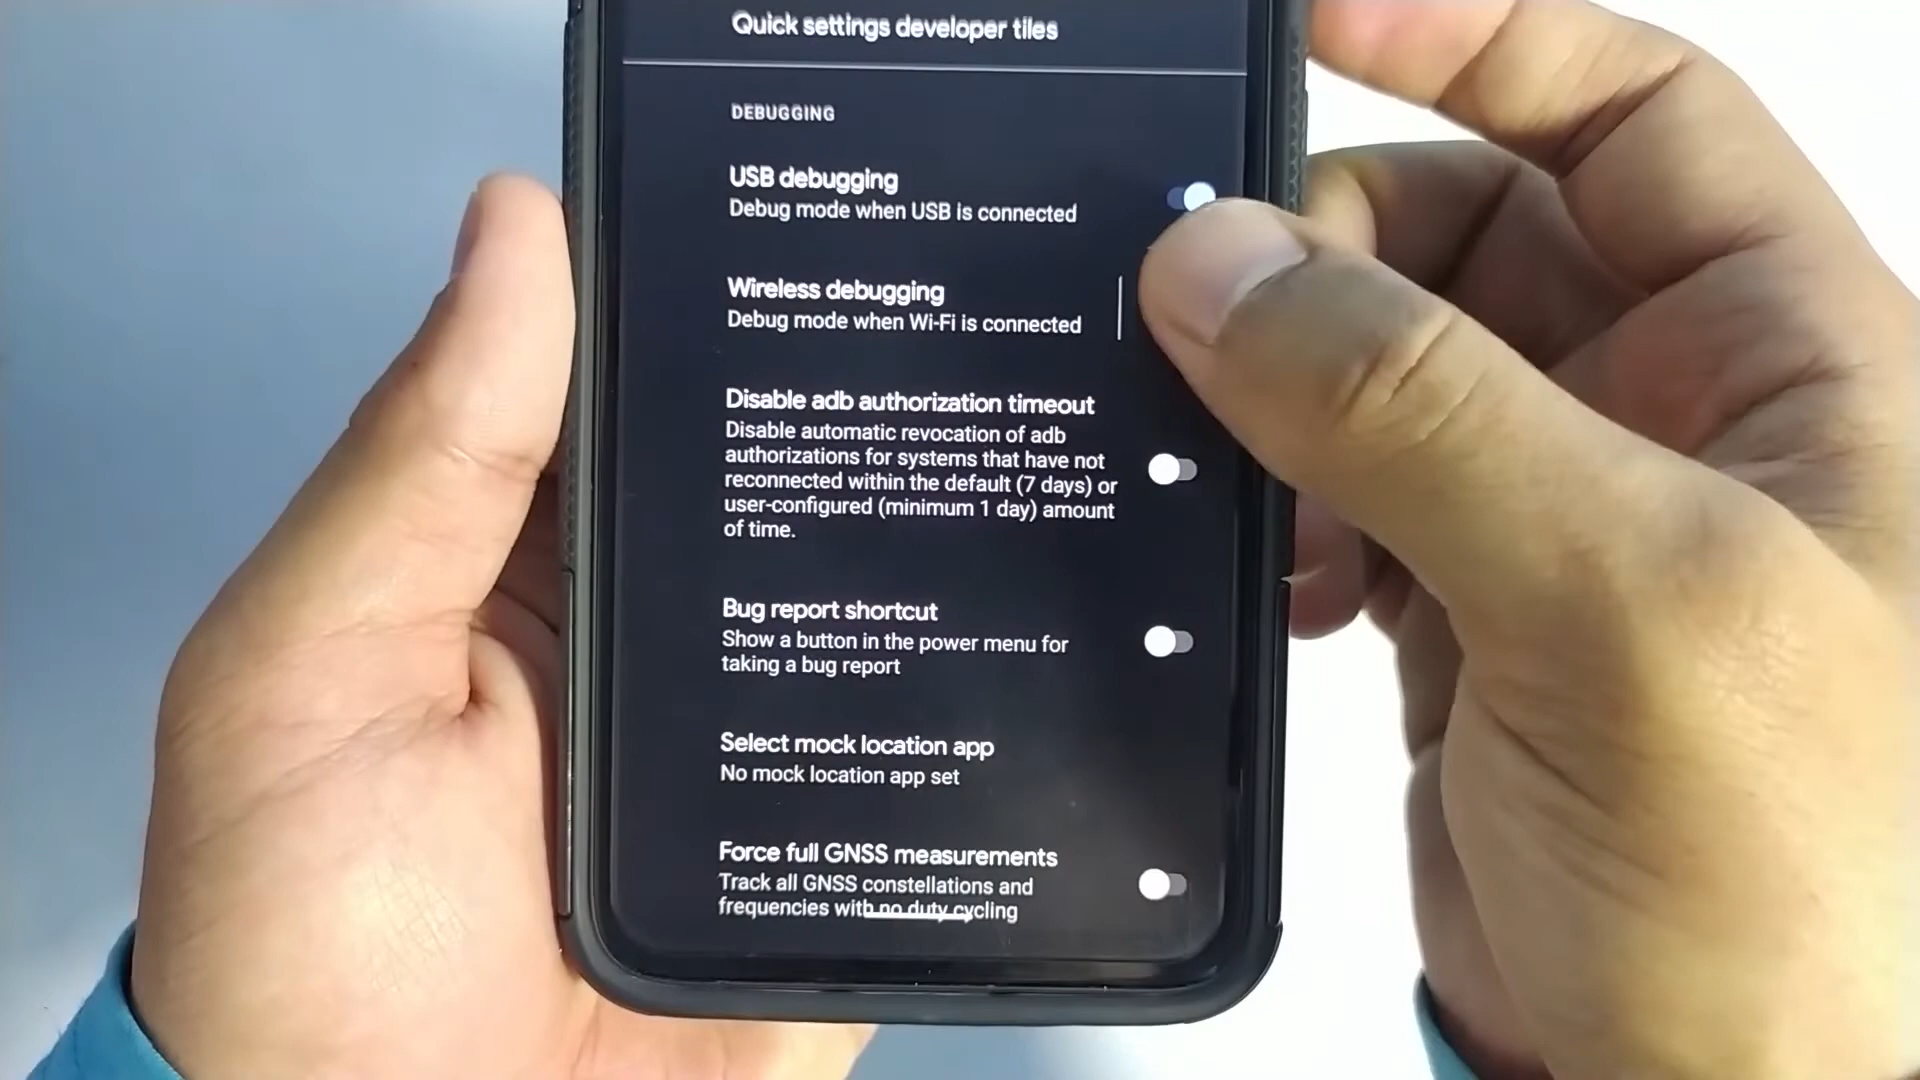 Quick settings developer tiles
DEBUGGING
USB debugging
Debug mode when USB is connected
Wireless debugging
Debug mode when Wi-Fi is connected
Disable adb authorization timeout
Disable automatic revocation of adb
authorizations for systems that have not
reconnected within the default (7 days) or
user-configured (minimum 1 day) amount
of time.
Bug report shortcut
Show a button in the power menu for
taking a bug report
Select mock location app
No mock location app set
Force full GNSS measurements
Track all GNSS constellations and
frequencies with no duty cycling